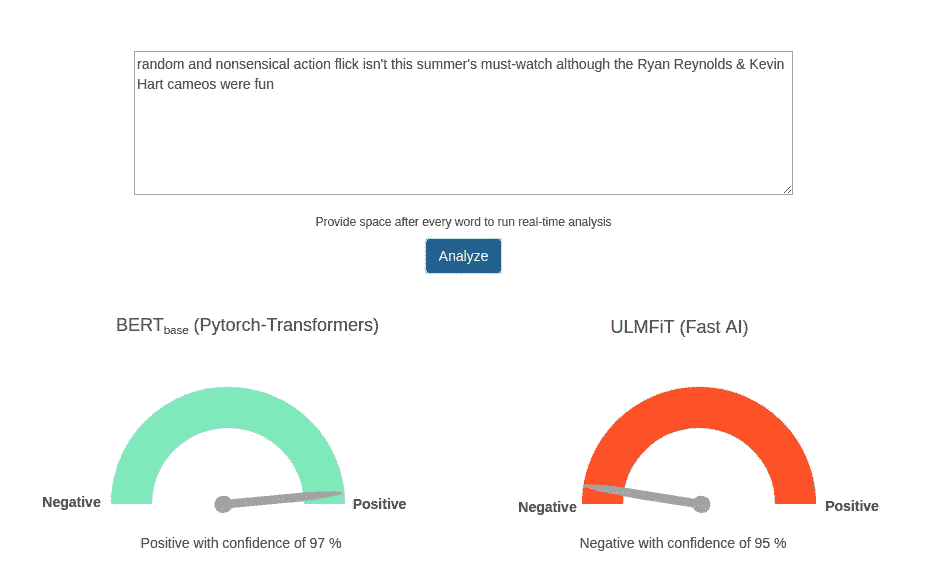 random and nonsensical action flick isn't this summer's must-watch although the Ryan Reynolds & Kevin
Hart cameos were fun
Provide space after every word to run real-time analysis
Analyze
BERTbase (Pytorch-Transformers)
ULMFiT (Fast AI)
Negative
Positive
Negative
Positive
Positive with confidence of 97 %
Negative with confidence of 95 %